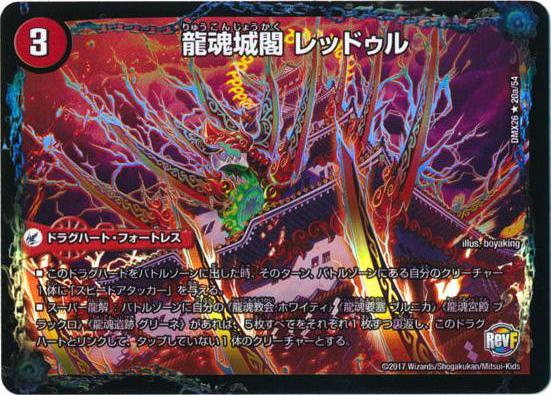 3
りゅうこんじょうかく
龍魂城閣 レッドゥル
DMX26 ★ 20a/54
ドラグハート・フォートレス
illus. boyaking
■ このドラグハートをバトルゾーンに出した時、そのターン、バトルゾーンにある自分のクリーチャー
1体に「スピードアタッカー」を与える。
■ スーパー龍解：バトルゾーンに自分の《龍魂教会 ホワイティ》《龍魂要塞 ブルニカ》《龍魂宮殿 ブ
ラックロ》《龍魂遺跡 グリーネ》があれば、5枚すべてをそれぞれ1枚ずつ裏返し、このドラグ
ハートとリンクして、タップしていない1体のクリーチャーとする。
RevF
©2017 Wizards/Shogakukan/Mitsui-Kids